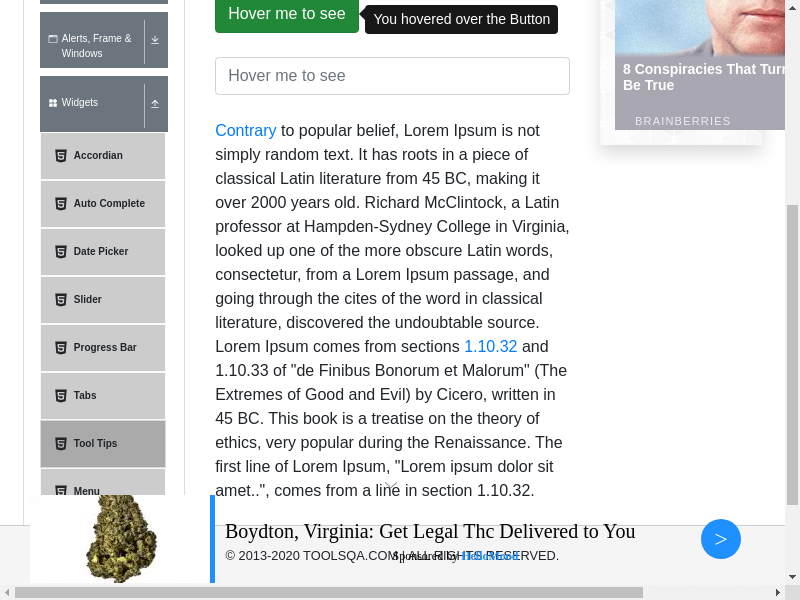 Hover me to see
You hovered over the Button
Alerts, Frame &
Windows
Hover me to see
8 Conspiracies That Turn
Be True
BRAINBERRIES
Widgets
Accordian
Auto Complete
Date Picker
Slider
Progress Bar
Tabs
Tool Tips
Menu
Contrary to popular belief, Lorem Ipsum is not
simply random text. It has roots in a piece of
classical Latin literature from 45 BC, making it
over 2000 years old. Richard McClintock, a Latin
professor at Hampden-Sydney College in Virginia,
looked up one of the more obscure Latin words,
consectetur, from a Lorem Ipsum passage, and
going through the cites of the word in classical
literature, discovered the undoubtable source.
Lorem Ipsum comes from sections 1.10.32 and
1.10.33 of "de Finibus Bonorum et Malorum" (The
Extremes of Good and Evil) by Cicero, written in
45 BC. This book is a treatise on the theory of
ethics, very popular during the Renaissance. The
first line of Lorem Ipsum, "Lorem ipsum dolor sit
amet..", comes from a line in section 1.10.32.
Boydton, Virginia: Get Legal Thc Delivered to You
>
© 2013-2020 TOOLSQA.COM | ALL RIGHTS RESERVED.
Sponsored by